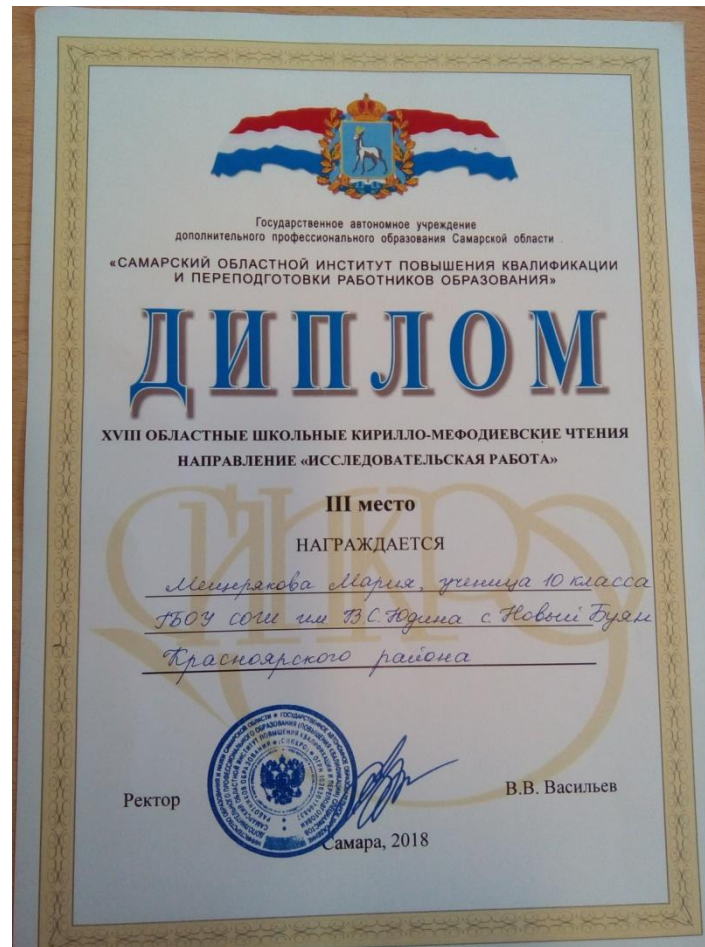 Государственное автономное учреждение
дополнительного профессионального образования Самарской области
«САМАРСКИЙ ОБЛАСТНОЙ ИНСТИТУТ ПОВЫШЕНИЯ КВАЛИФИКАЦИИ
И ПЕРЕПОДГОТОВКИ РАБОТНИКОВ ОБРАЗОВАНИЯ»
ДИПЛОМ
XVIII ОБЛАСТНЫЕ ШКОЛЬНЫЕ КИРИЛЛО-МЕФОДИЕВСКИЕ ЧТЕНИЯ
НАПРАВЛЕНИЕ «ИССЛЕДОВАТЕЛЬСКАЯ РАБОТА»
III место
НАГРАЖДАЕТСЯ
Мещерякова Мария, ученица 10 класса
ГБОУ СОШ им В.С. Юдина с. Новый Буян
Красноярского района
Ректор
В.В. Васильев
Самара, 2018